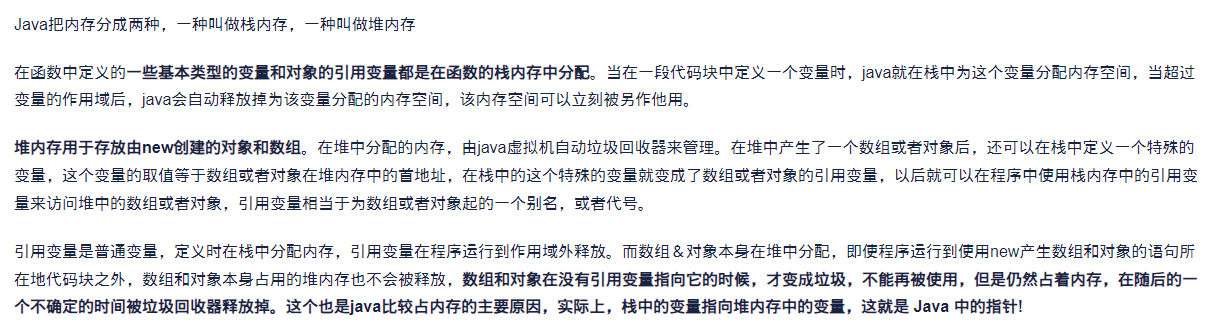 Java把内存分成两种，一种叫做栈内存，一种叫做堆内存
在函数中定义的一些基本类型的变量和对象的引用变量都是在函数的栈内存中分配。当在一段代码块中定义一个变量时，java就在栈中为这个变量分配内存空间，当超过
变量的作用域后，java会自动释放掉为该变量分配的内存空间，该内存空间可以立刻被另作他用。
堆内存用于存放由new创建的对象和数组。在堆中分配的内存，由java虚拟机自动垃圾回收器来管理。在堆中产生了一个数组或者对象后，还可以在栈中定义一个特殊的
变量，这个变量的取值等于数组或者对象在堆内存中的首地址，在栈中的这个特殊的变量就变成了数组或者对象的引用变量，以后就可以在程序中使用栈内存中的引用变
量来访问堆中的数组或者对象，引用变量相当于为数组或者对象起的一个别名，或者代号。
引用变量是普通变量，定义时在栈中分配内存，引用变量在程序运行到作用域外释放。而数组＆对象本身在堆中分配，即使程序运行到使用new产生数组和对象的语句所
在地代码块之外，数组和对象本身占用的堆内存也不会被释放，数组和对象在没有引用变量指向它的时候，才变成垃圾，不能再被使用，但是仍然占着内存，在随后的一
个不确定的时间被垃圾回收器释放掉。这个也是java比较占内存的主要原因，实际上，栈中的变量指向堆内存中的变量，这就是 Java 中的指针!